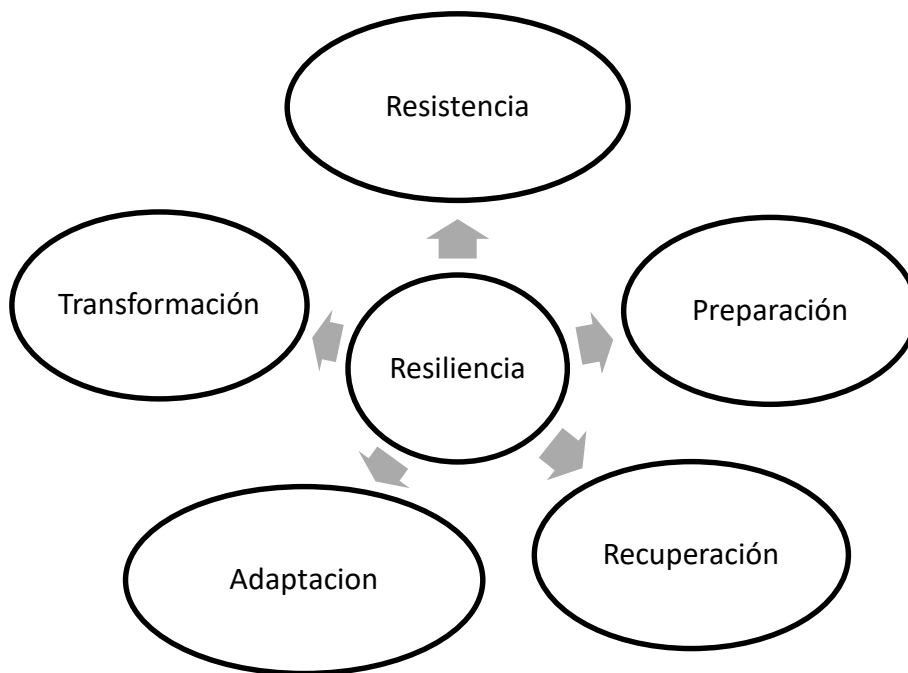 Resistencia
Transformación
Preparación
Resiliencia
Recuperación
Adaptacion